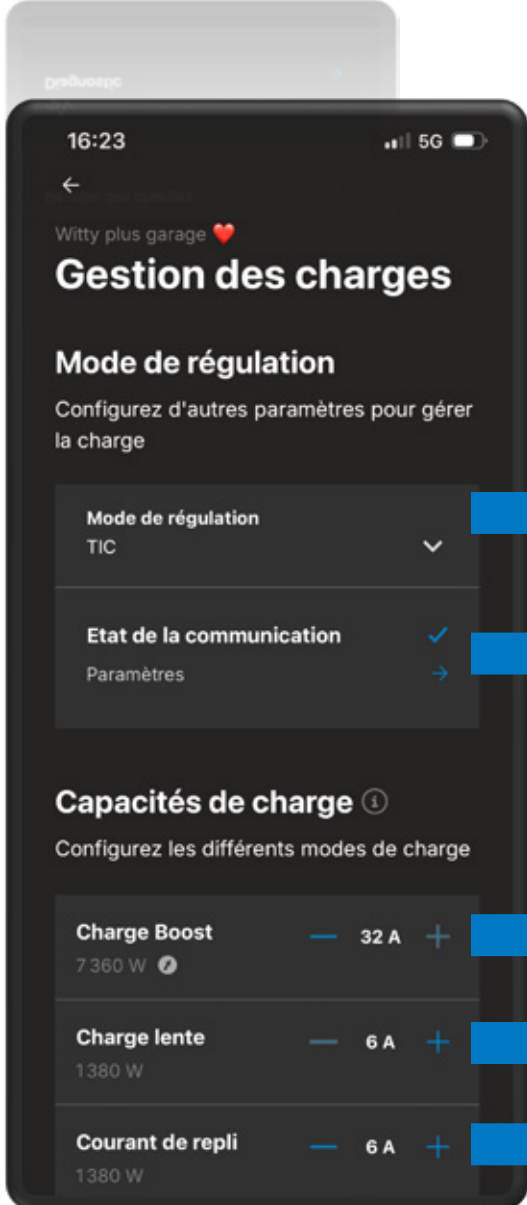 Diagnostic
16:23
5G
Witty plus garage ❤️
Gestion des charges
Mode de régulation
Configurez d'autres paramètres pour gérer
la charge
Mode de régulation
TIC
Etat de la communication
Paramètres
Capacités de charge
Configurez les différents modes de charge
Charge Boost
32 A
7 360 W
Charge lente
6 A
1380 W
Courant de repli
6 A
1380 W